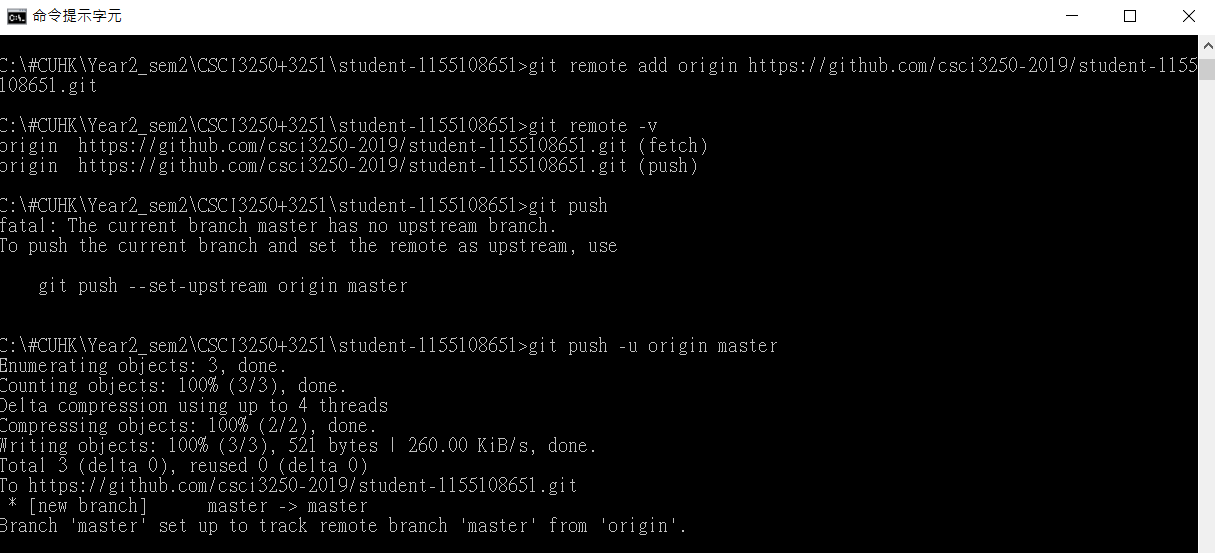 命令提示字元
C:\#CUHK\Year2_sem2\CSCI3250+3251\student-1155108651>git remote add origin https://github.com/csci3250-2019/student-1155
108651.git
C:\#CUHK\Year2_sem2\CSCI3250+3251\student-1155108651>git remote -v
origin  https://github.com/csci3250-2019/student-1155108651.git (fetch)
origin  https://github.com/csci3250-2019/student-1155108651.git (push)
C:\#CUHK\Year2_sem2\CSCI3250+3251\student-1155108651>git push
fatal: The current branch master has no upstream branch.
To push the current branch and set the remote as upstream, use
    git push --set-upstream origin master
C:\#CUHK\Year2_sem2\CSCI3250+3251\student-1155108651>git push -u origin master
Enumerating objects: 3, done.
Counting objects: 100% (3/3), done.
Delta compression using up to 4 threads
Compressing objects: 100% (2/2), done.
Writing objects: 100% (3/3), 521 bytes | 260.00 KiB/s, done.
Total 3 (delta 0), reused 0 (delta 0)
To https://github.com/csci3250-2019/student-1155108651.git
 * [new branch]      master -> master
Branch 'master' set up to track remote branch 'master' from 'origin'.